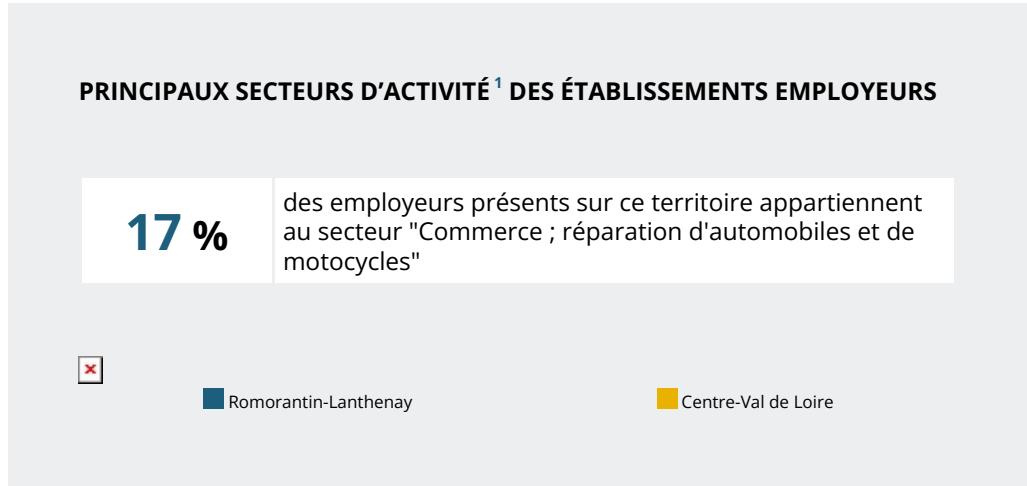 PRINCIPAUX SECTEURS D’ACTIVITÉ 1 DES ÉTABLISSEMENTS EMPLOYEURS
17 %
des employeurs présents sur ce territoire appartiennent
au secteur "Commerce ; réparation d'automobiles et de
motocycles"
Romorantin-Lanthenay
Centre-Val de Loire